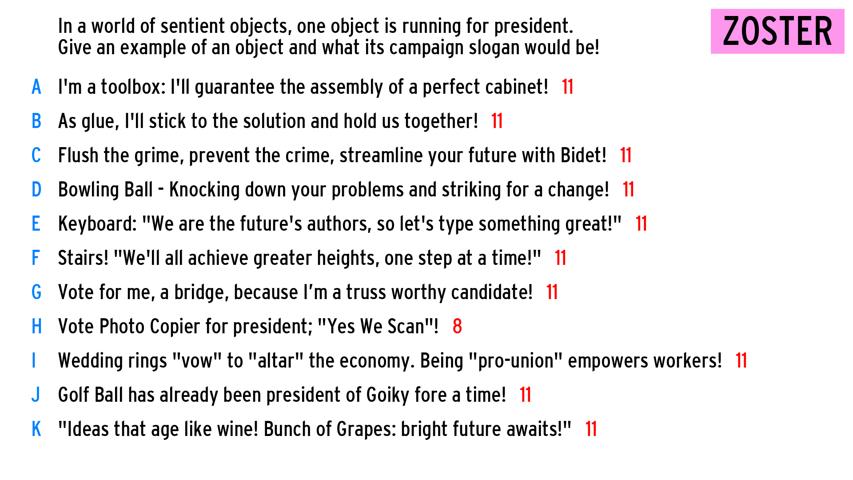 In a world of sentient objects, one object is running for president.
Give an example of an object and what its campaign slogan would be!
ZOSTER
A I'm a toolbox: I'll guarantee the assembly of a perfect cabinet! 11
B As glue, I'll stick to the solution and hold us together! 11
C Flush the grime, prevent the crime, streamline your future with Bidet! 11
D Bowling Ball - Knocking down your problems and striking for a change! 11
E Keyboard: "We are the future's authors, so let's type something great!" 11
F Stairs! "We'll all achieve greater heights, one step at a time!" 11
G Vote for me, a bridge, because I’m a truss worthy candidate! 11
H Vote Photo Copier for president; "Yes We Scan"! 8
I Wedding rings "vow" to "altar" the economy. Being "pro-union" empowers workers! 11
J Golf Ball has already been president of Goiky fore a time! 11
K "Ideas that age like wine! Bunch of Grapes: bright future awaits!" 11